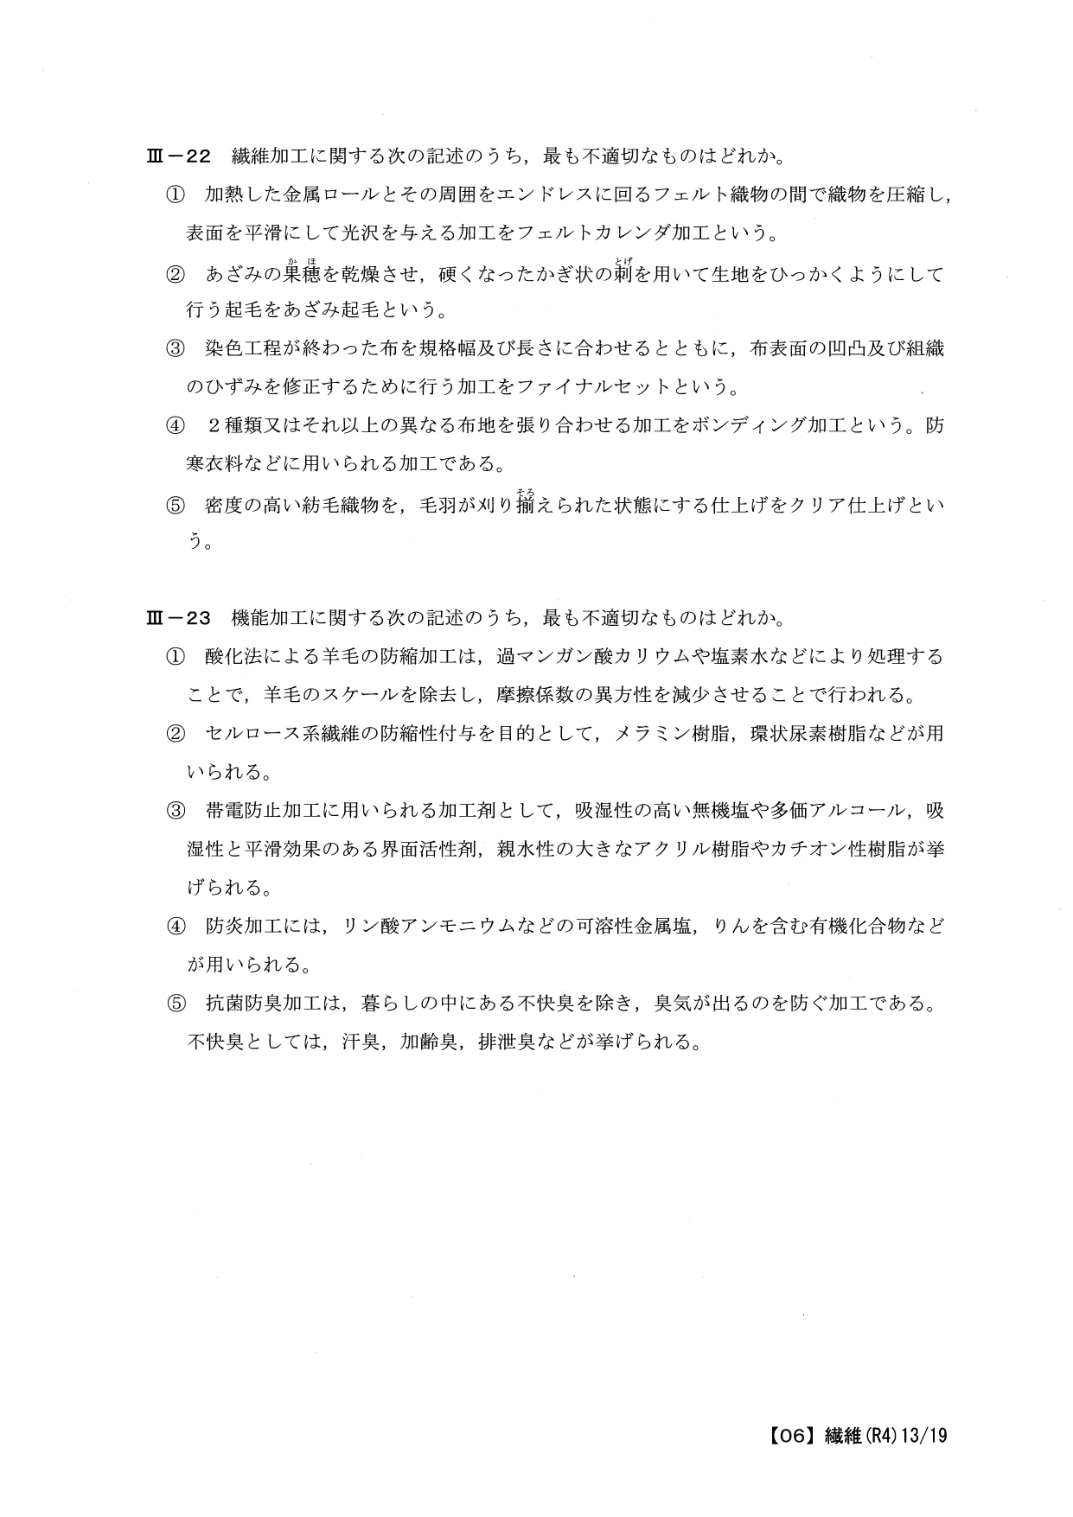 Ⅲ－22　繊維加工に関する次の記述のうち，最も不適切なものはどれか。
①　加熱した金属ロールとその周囲をエンドレスに回るフェルト織物の間で織物を圧縮し，
表面を平滑にして光沢を与える加工をフェルトカレンダ加工という。
②　あざみの果穂を乾燥させ，硬くなったかぎ状の刺を用いて生地をひっかくようにして
行う起毛をあざみ起毛という。
③　染色工程が終わった布を規格幅及び長さに合わせるとともに，布表面の凹凸及び組織
のひずみを修正するために行う加工をファイナルセットという。
④　２種類又はそれ以上の異なる布地を張り合わせる加工をボンディング加工という。防
寒衣料などに用いられる加工である。
⑤　密度の高い紡毛織物を，毛羽が刈り揃えられた状態にする仕上げをクリア仕上げとい
う。
Ⅲ－23　機能加工に関する次の記述のうち，最も不適切なものはどれか。
①　酸化法による羊毛の防縮加工は，過マンガン酸カリウムや塩素水などにより処理する
ことで，羊毛のスケールを除去し，摩擦係数の異方性を減少させることで行われる。
②　セルロース系繊維の防縮性付与を目的として，メラミン樹脂，環状尿素樹脂などが用
いられる。
③　帯電防止加工に用いられる加工剤として，吸湿性の高い無機塩や多価アルコール，吸
湿性と平滑効果のある界面活性剤，親水性の大きなアクリル樹脂やカチオン性樹脂が挙
げられる。
④　防炎加工には，リン酸アンモニウムなどの可溶性金属塩，りんを含む有機化合物など
が用いられる。
⑤　抗菌防臭加工は，暮らしの中にある不快臭を除き，臭気が出るのを防ぐ加工である。
不快臭としては，汗臭，加齢臭，排泄臭などが挙げられる。
【06】繊維(R4)13/19